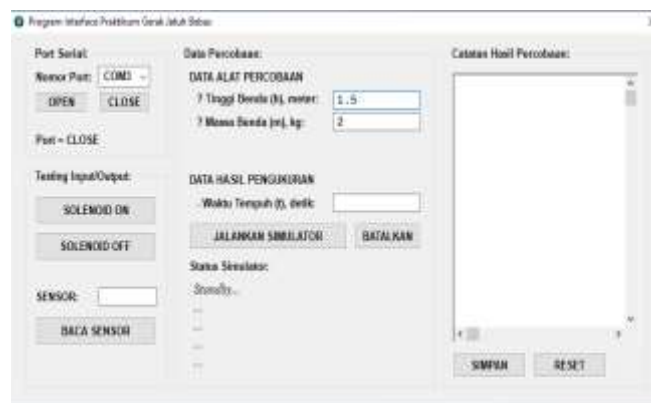 Program Interface Praktikum Gerak Jatuh Bebas
Port Serial:
Nomor Port: COM3
OPEN CLOSE
Port = CLOSE
Testing Input/Output:
SOLENOID ON
SOLENOID OFF
SENSOR:
BACA SENSOR
Data Percobaan:
DATA ALAT PERCOBAAN
? Tinggi Benda (h), meter: 1.5
? Massa Benda (m), kg: 2
DATA HASIL PENGUKURAN
Waktu Tempuh (t), detik:
JALANKAN SIMULATOR BATALKAN
Status Simulator:
Standby...
...
...
...
...
Catatan Hasil Percobaan:
SIMPAN RESET